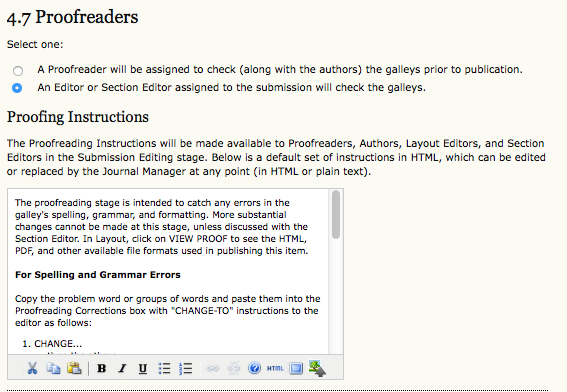 4.7 Proofreaders
Select one:
A Proofreader will be assigned to check (along with the authors) the galleys prior to publication.
An Editor or Section Editor assigned to the submission will check the galleys.
Proofing Instructions
The Proofreading Instructions will be made available to Proofreaders, Authors, Layout Editors, and Section
Editors in the Submission Editing stage. Below is a default set of instructions in HTML, which can be edited
or replaced by the Journal Manager at any point (in HTML or plain text).
The proofreading stage is intended to catch any errors in the
galley's spelling, grammar, and formatting. More substantial
changes cannot be made at this stage, unless discussed with the
Section Editor. In Layout, click on VIEW PROOF to see the HTML,
PDF, and other available file formats used in publishing this item.
For Spelling and Grammar Errors
Copy the problem word or groups of words and paste them into the
Proofreading Corrections box with "CHANGE-TO" instructions to the
editor as follows:
1. CHANGE...
B I U HTML